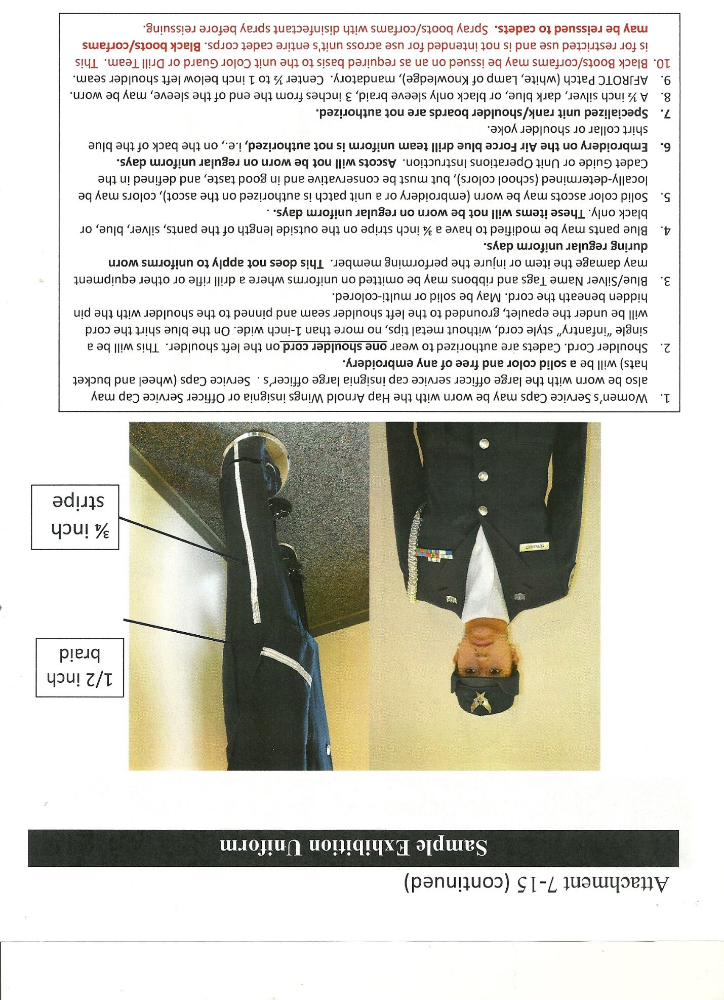 Attachment 7-15 (continued)
Sample Exhibition Uniform
1/2 inch
braid
¾ inch
stripe
HERNANDEZ
1. Women's Service Caps may be worn with the Hap Arnold Wings insignia or Officer Service Cap may
also be worn with the large officer service cap insignia large officer's . Service Caps (wheel and bucket
hats) will be a solid color and free of any embroidery.
2. Shoulder Cord. Cadets are authorized to wear one shoulder cord on the left shoulder. This will be a
single "infantry" style cord, without metal tips, no more than 1-inch wide. On the blue shirt the cord
will be under the epaulet, grounded to the left shoulder seam and pinned to the shoulder with the pin
hidden beneath the cord. May be solid or multi-colored.
3. Blue/Silver Name Tags and ribbons may be omitted on uniforms where a drill rifle or other equipment
may damage the item or injure the performing member. This does not apply to uniforms worn
during regular uniform days.
4. Blue pants may be modified to have a ¾ inch stripe on the outside length of the pants, silver, blue, or
black only. These items will not be worn on regular uniform days. .
5. Solid color ascots may be worn (embroidery or a unit patch is authorized on the ascot), colors may be
locally-determined (school colors), but must be conservative and in good taste, and defined in the
Cadet Guide or Unit Operations Instruction. Ascots will not be worn on regular uniform days.
6. Embroidery on the Air Force blue drill team uniform is not authorized, i.e., on the back of the blue
shirt collar or shoulder yoke.
7. Specialized unit rank/shoulder boards are not authorized.
8. A ½ inch silver, dark blue, or black only sleeve braid, 3 inches from the end of the sleeve, may be worn.
9. AFJROTC Patch (white, Lamp of Knowledge), mandatory. Center ½ to 1 inch below left shoulder seam.
10. Black Boots/corfams may be issued on an as required basis to the unit Color Guard or Drill Team. This
is for restricted use and is not intended for use across unit's entire cadet corps. Black boots/corfams
may be reissued to cadets. Spray boots/corfams with disinfectant spray before reissuing.